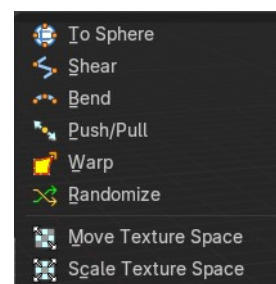 To Sphere
Shear
Bend
Push/Pull
Warp
Randomize
Move Texture Space
Scale Texture Space